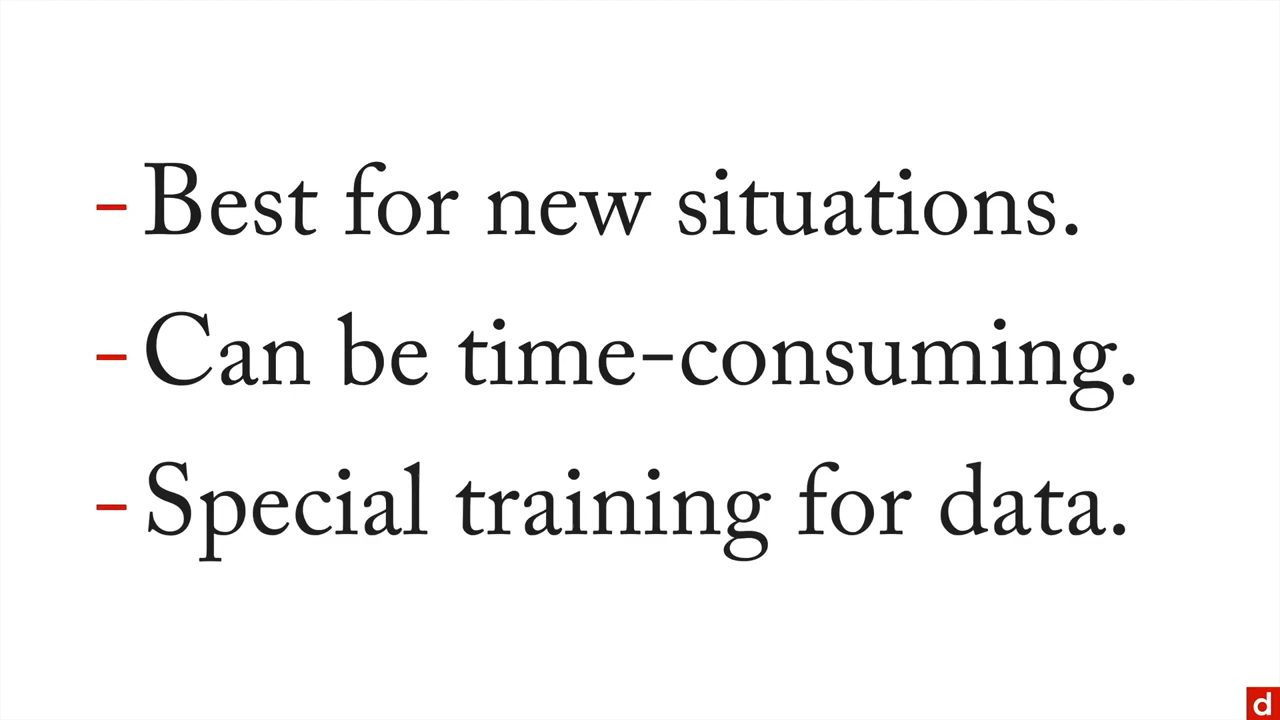 - Best for new situations.
- Can be time-consuming.
- Special training for data.
d